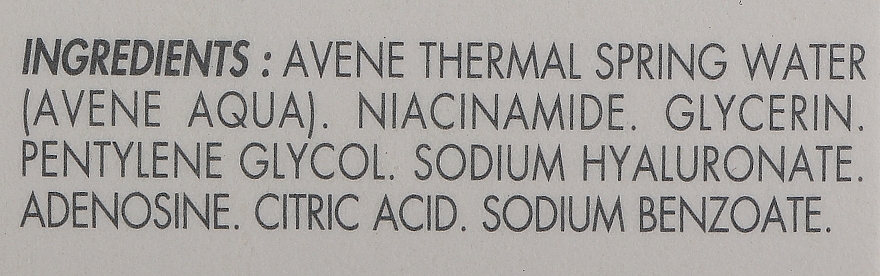 INGREDIENTS : AVENE THERMAL SPRING WATER
(AVENE AQUA). NIACINAMIDE. GLYCERIN.
PENTYLENE GLYCOL. SODIUM HYALURONATE.
ADENOSINE. CITRIC ACID. SODIUM BENZOATE.